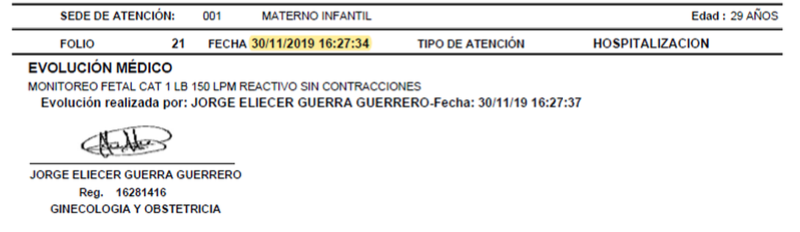 SEDE DE ATENCIÓN: 001 MATERNO INFANTIL Edad : 29 AÑOS
FOLIO 21 FECHA 30/11/2019 16:27:34 TIPO DE ATENCIÓN HOSPITALIZACION
EVOLUCIÓN MÉDICO
MONITOREO FETAL CAT 1 LB 150 LPM REACTIVO SIN CONTRACCIONES
Evolución realizada por: JORGE ELIECER GUERRA GUERRERO-Fecha: 30/11/19 16:27:37
JORGE ELIECER GUERRA GUERRERO
Reg. 16281416
GINECOLOGIA Y OBSTETRICIA